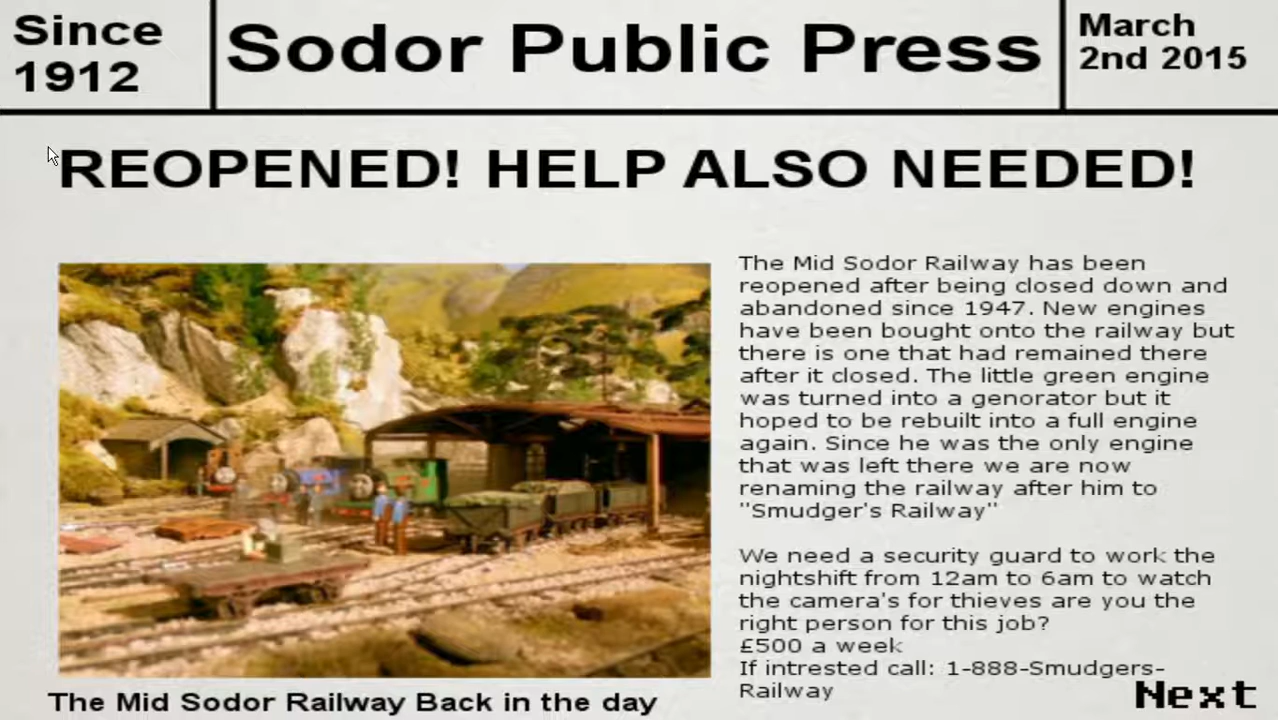 Since
1912
Sodor Public Press
March
2nd 2015
REOPENED! HELP ALSO NEEDED!
The Mid Sodor Railway has been
reopened after being closed down and
abandoned since 1947. New engines
have been bought onto the railway but
there is one that had remained there
after it closed. The little green engine
was turned into a genorator but it
hoped to be rebuilt into a full engine
again. Since he was the only engine
that was left there we are now
renaming the railway after him to
"Smudger's Railway"
We need a security guard to work the
nightshift from 12am to 6am to watch
the camera's for thieves are you the
right person for this job?
£500 a week
If intrested call: 1-888-Smudgers-
Railway
The Mid Sodor Railway Back in the day
Next